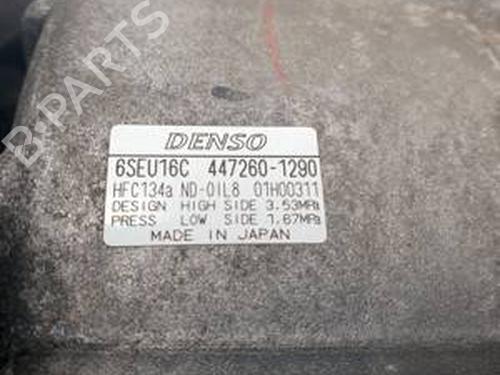 DENSO
6SEU16C 447260-1290
HFC134a ND-OIL8 01H00311
DESIGN HIGH SIDE 3.53MPa
PRESS LOW SIDE 1.67MPa
MADE IN JAPAN
B-PARTS